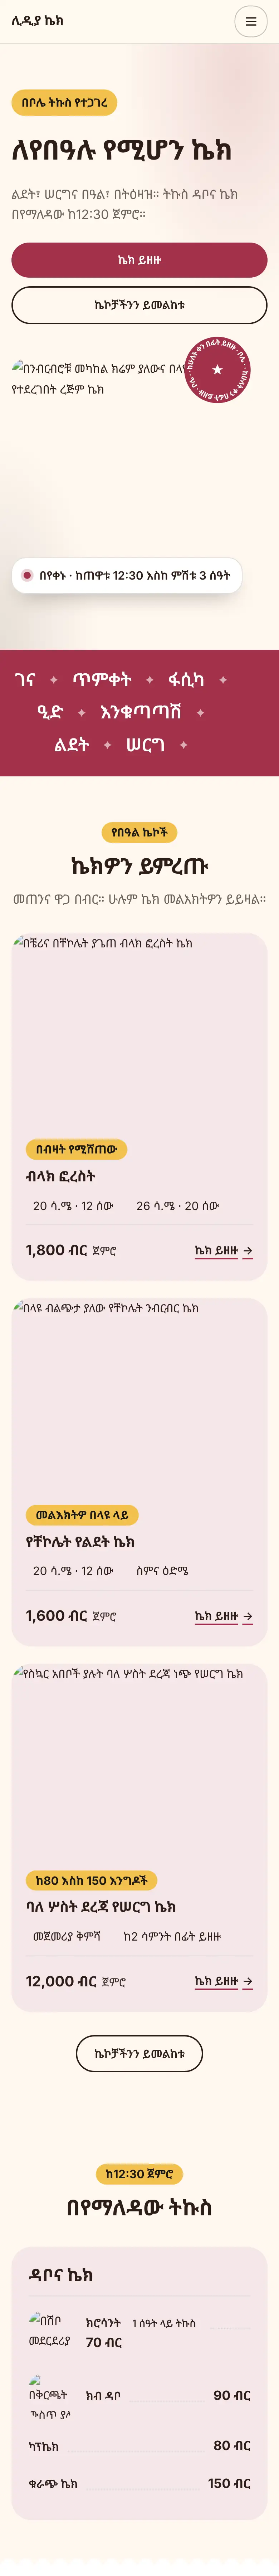 ሊዲያ ኬክ
በቦሌ ትኩስ የተጋገረ
ለየበዓሉ የሚሆን ኬክ
ልደት፣ ሠርግና በዓል፣ በትዕዛዝ። ትኩስ ዳቦና ኬክ
በየማለዳው ከ12:30 ጀምሮ።
ኬክ ይዘዙ
ኬኮቻችንን ይመልከቱ
በንብርብሮቹ መካከል ክሬም ያለውና በላዩ
የተደረገበት ረጅም ኬክ
በየቀኑ · ከጠዋቱ 12:30 እስከ ምሽቱ 3 ሰዓት
ገና ጥምቀት ፋሲካ
ዒድ እንቁጣጣሽ
ልደት ሠርግ
የበዓል ኬኮች
ኬክዎን ይምረጡ
መጠንና ዋጋ በብር። ሁሉም ኬክ መልእክትዎን ይይዛል።
በቼሪና በቸኮሌት ያጌጠ ብላክ ፎረስት ኬክ
በብዛት የሚሸጠው
ብላክ ፎረስት
20 ሳ.ሜ · 12 ሰው 26 ሳ.ሜ · 20 ሰው
1,800 ብር ጀምሮ ኬክ ይዘዙ →
በላዩ ብልጭታ ያለው የቸኮሌት ንብርብር ኬክ
መልእክትዎ በላዩ ላይ
የቸኮሌት የልደት ኬክ
20 ሳ.ሜ · 12 ሰው ስምና ዕድሜ
1,600 ብር ጀምሮ ኬክ ይዘዙ →
የስኳር አበቦች ያሉት ባለ ሦስት ደረጃ ነጭ የሠርግ ኬክ
ከ80 እስከ 150 እንግዶች
ባለ ሦስት ደረጃ የሠርግ ኬክ
መጀመሪያ ቅምሻ ከ2 ሳምንት በፊት ይዘዙ
12,000 ብር ጀምሮ ኬክ ይዘዙ →
ኬኮቻችንን ይመልከቱ
ከ12:30 ጀምሮ
በየማለዳው ትኩስ
ዳቦና ኬክ
በሽቦ
መደርደሪያ
ክሮሳንት 1 ሰዓት ላይ ትኩስ
70 ብር
በቅርጫት
ውስጥ ያለ
ክብ ዳቦ 90 ብር
ካፕኬክ 80 ብር
ቁራጭ ኬክ 150 ብር